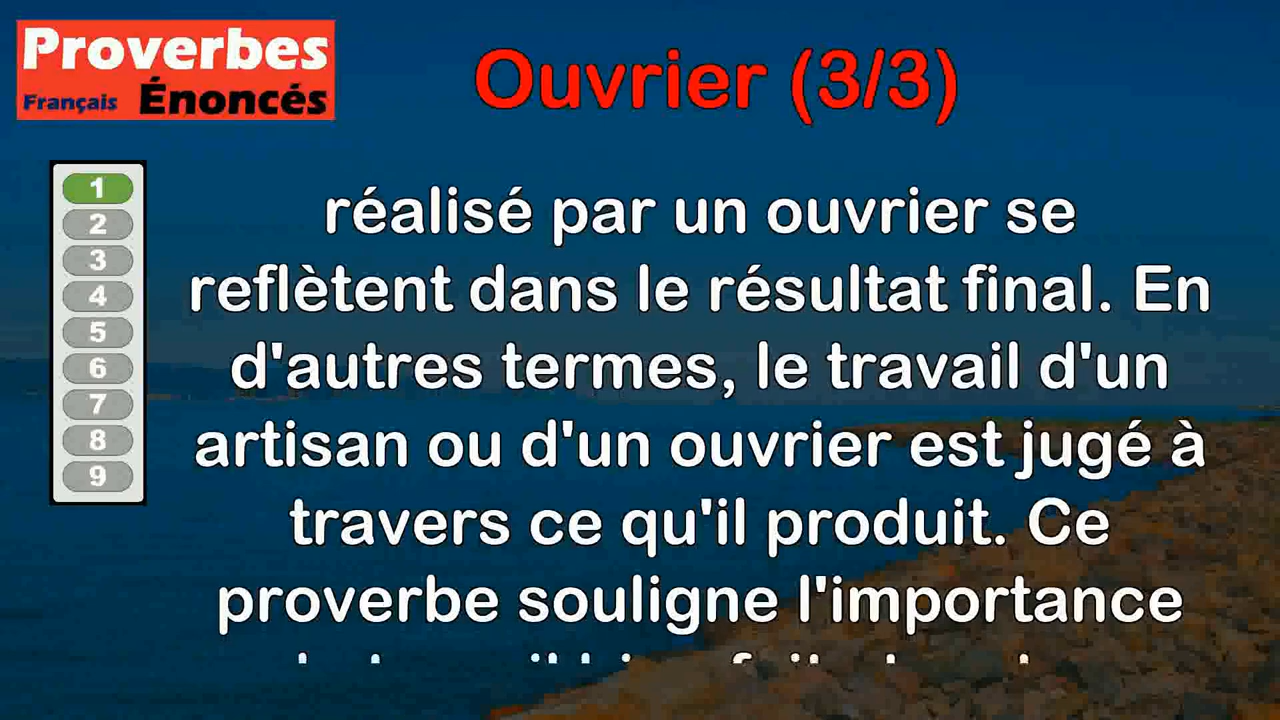 Proverbes
Français Énoncés
Ouvrier (3/3)
1
2
3
4
5
6
7
8
9
réalisé par un ouvrier se
reflètent dans le résultat final. En
d'autres termes, le travail d'un
artisan ou d'un ouvrier est jugé à
travers ce qu'il produit. Ce
proverbe souligne l'importance